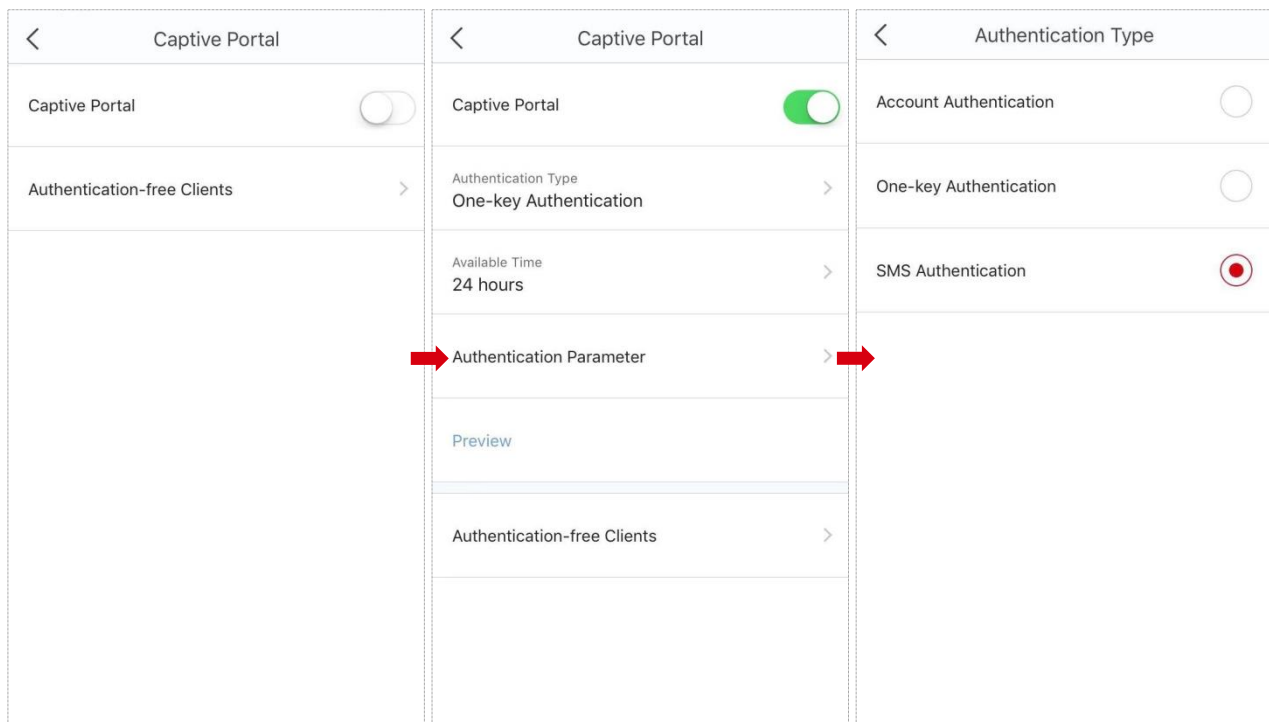 Captive Portal
Captive Portal
Authentication-free Clients
Captive Portal
Captive Portal
Authentication Type
One-key Authentication
Available Time
24 hours
Authentication Parameter
Preview
Authentication-free Clients
Authentication Type
Account Authentication
One-key Authentication
SMS Authentication